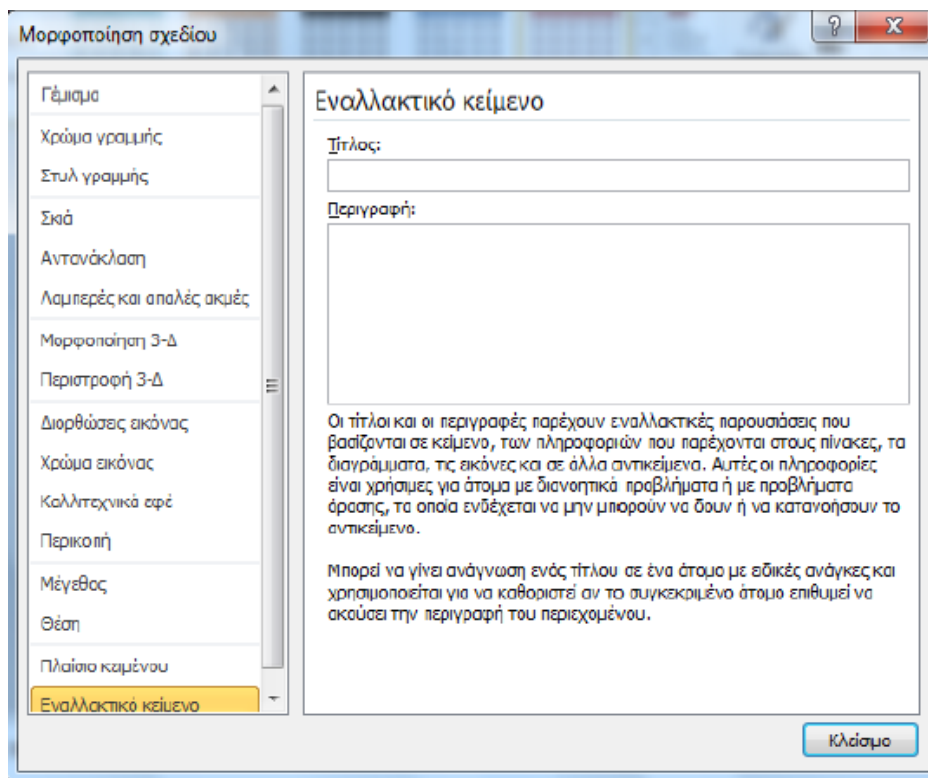 Μορφοποίηση σχεδίου
Γέμισμα
Χρώμα γραμμής
Στυλ γραμμής
Σκιά
Αντανάκλαση
Λαμπερές και απαλές ακμές
Μορφοποίηση 3-Δ
Περιστροφή 3-Δ
Διορθώσεις εικόνας
Χρώμα εικόνας
Καλλιτεχνικά εφέ
Περικοπή
Μέγεθος
Θέση
Πλαίσιο κειμένου
Εναλλακτικό κείμενο
Εναλλακτικό κείμενο
Τίτλος:
Περιγραφή:
Οι τίτλοι και οι περιγραφές παρέχουν εναλλακτικές παρουσιάσεις που
βασίζονται σε κείμενο, των πληροφοριών που παρέχονται στους πίνακες, τα
διαγράμματα, τις εικόνες και σε άλλα αντικείμενα. Αυτές οι πληροφορίες
είναι χρήσιμες για άτομα με διανοητικά προβλήματα ή με προβλήματα
όρασης, τα οποία ενδέχεται να μην μπορούν να δουν ή να κατανοήσουν το
αντικείμενο.
Μπορεί να γίνει ανάγνωση ενός τίτλου σε ένα άτομο με ειδικές ανάγκες και
χρησιμοποιείται για να καθοριστεί αν το συγκεκριμένο άτομο επιθυμεί να
ακούσει την περιγραφή του περιεχομένου.
Κλείσιμο